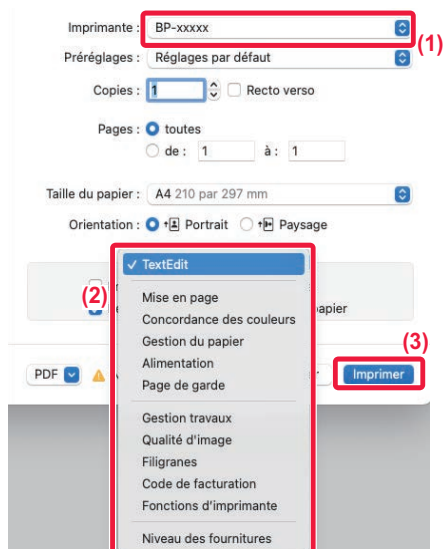 Imprimante : BP-xxxxx
(1)
Préréglages : Réglages par défaut
Copies : 1 Recto verso
Pages : toutes
de : 1 à : 1
Taille du papier : A4 210 par 297 mm
Orientation : Portrait Paysage
✓ TextEdit
(2)
Mise en page
papier
Concordance des couleurs
Gestion du papier
(3)
Alimentation
PDF Imprimer
Page de garde
Gestion travaux
Qualité d'image
Filigranes
Code de facturation
Fonctions d'imprimante
Niveau des fournitures